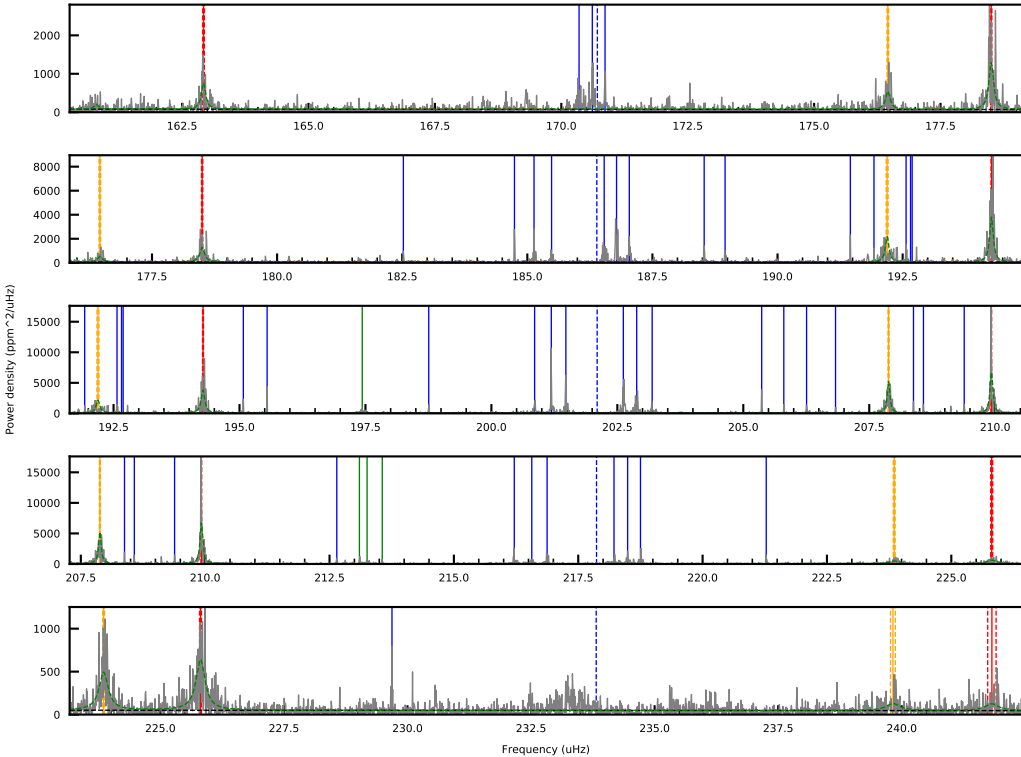 2000
1000
0
162.5 165.0 167.5 170.0 172.5 175.0 177.5
8000
6000
4000
2000
0
177.5 180.0 182.5 185.0 187.5 190.0 192.5
Power density (ppm^2/uHz)
15000
10000
5000
0
192.5 195.0 197.5 200.0 202.5 205.0 207.5 210.0
15000
10000
5000
0
207.5 210.0 212.5 215.0 217.5 220.0 222.5 225.0
1000
500
0
225.0 227.5 230.0 232.5 235.0 237.5 240.0
Frequency (uHz)